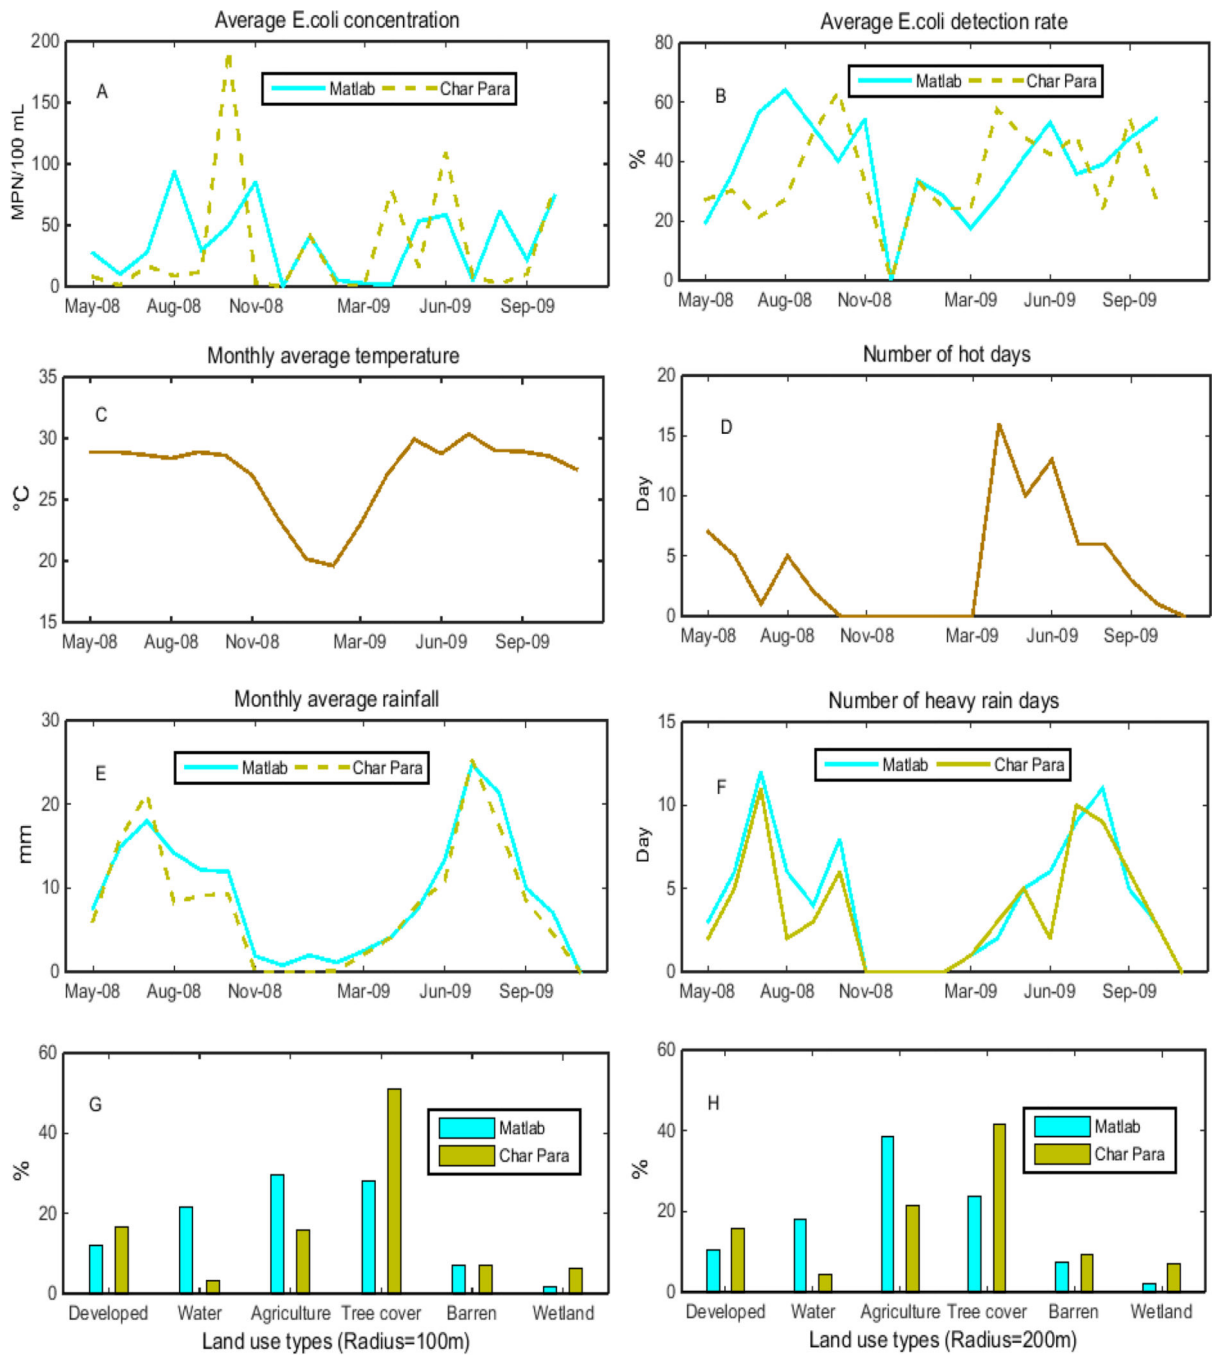 Average E.coli concentration
200
150
100
50
0
MPN/100 mL
A
Matlab
Char Para
May-08
Aug-08
Nov-08
Mar-09
Jun-09
Sep-09
Average E.coli detection rate
80
60
40
20
0
%
B
Matlab
Char Para
May-08
Aug-08
Nov-08
Mar-09
Jun-09
Sep-09
Monthly average temperature
35
30
25
20
15
°C
C
May-08
Aug-08
Nov-08
Mar-09
Jun-09
Sep-09
Number of hot days
20
15
10
5
0
Day
D
May-08
Aug-08
Nov-08
Mar-09
Jun-09
Sep-09
Monthly average rainfall
30
20
10
0
mm
E
Matlab
Char Para
May-08
Aug-08
Nov-08
Mar-09
Jun-09
Sep-09
Number of heavy rain days
15
10
5
0
Day
F
Matlab
Char Para
May-08
Aug-08
Nov-08
Mar-09
Jun-09
Sep-09
60
40
20
0
%
G
Matlab
Char Para
Developed
Water
Agriculture
Tree cover
Barren
Wetland
Land use types (Radius=100m)
60
40
20
0
%
H
Matlab
Char Para
Developed
Water
Agriculture
Tree cover
Barren
Wetland
Land use types (Radius=200m)